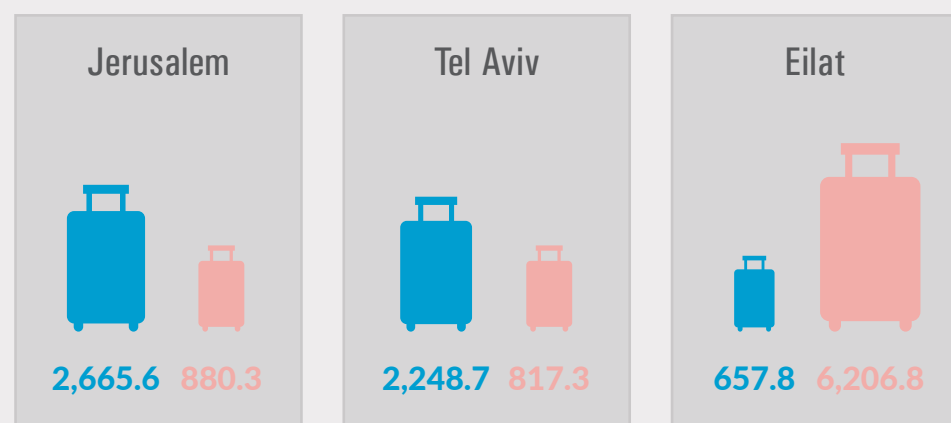 Jerusalem
2,665.6 880.3
Tel Aviv
2,248.7 817.3
Eilat
657.8 6,206.8